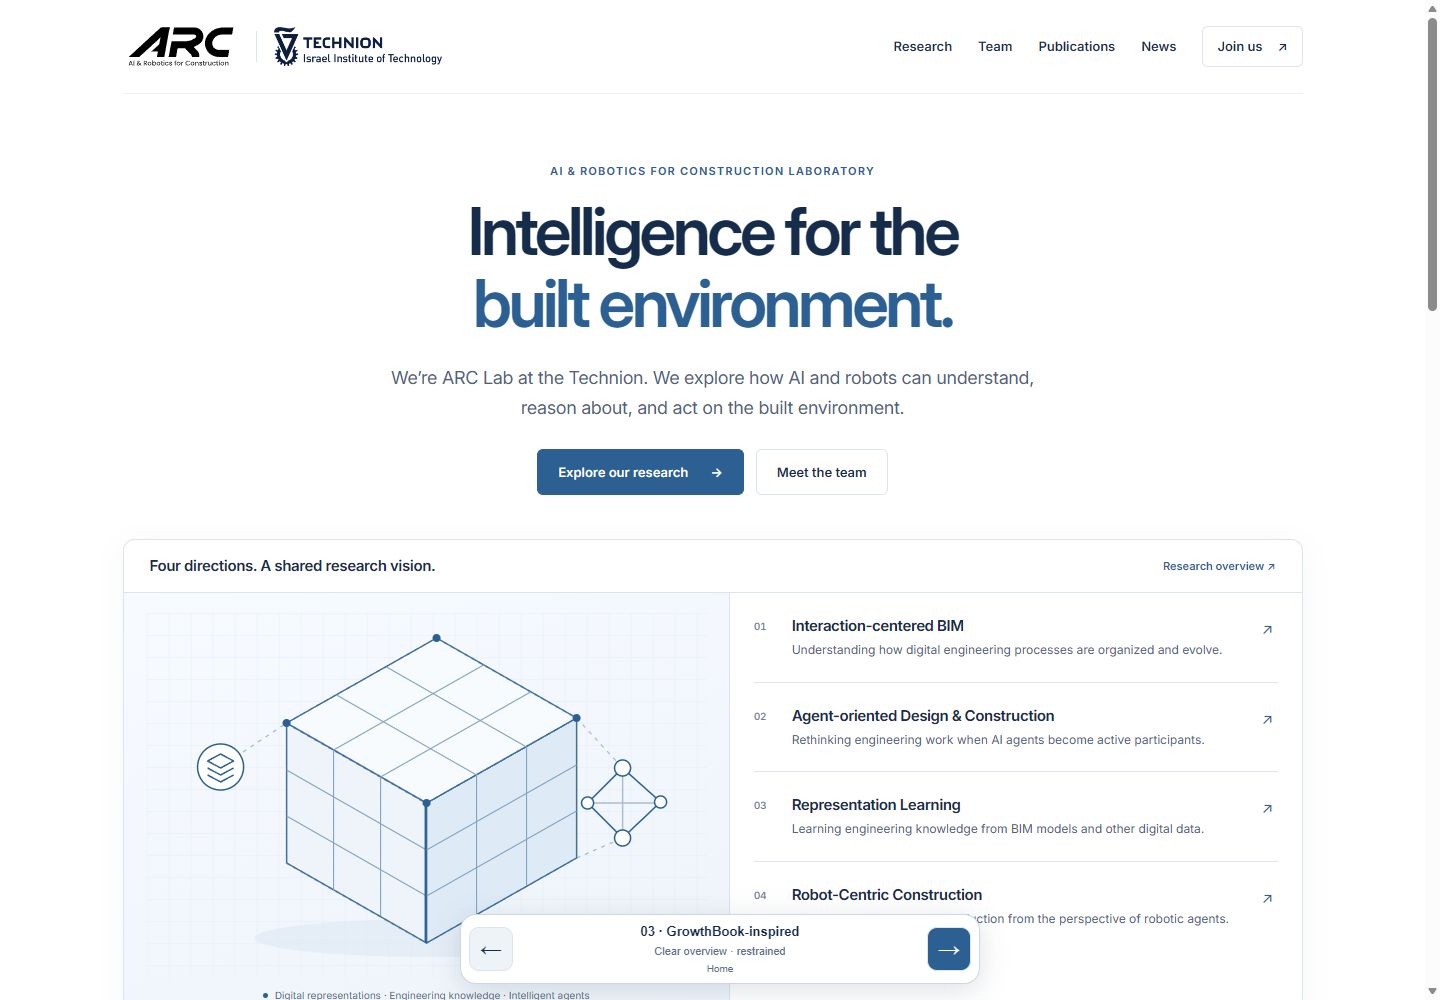 ARC
AI & Robotics for Construction
TECHNION
Israel Institute of Technology
Research
Team
Publications
News
Join us
AI & ROBOTICS FOR CONSTRUCTION LABORATORY
Intelligence for the
built environment.
We’re ARC Lab at the Technion. We explore how AI and robots can understand,
reason about, and act on the built environment.
Explore our research →
Meet the team
Four directions. A shared research vision.
Research overview ↗
01 Interaction-centered BIM ↗
Understanding how digital engineering processes are organized and evolve.
02 Agent-oriented Design & Construction ↗
Rethinking engineering work when AI agents become active participants.
03 Representation Learning ↗
Learning engineering knowledge from BIM models and other digital data.
04 Robot-Centric Construction ↗
from the perspective of robotic agents.
03 · GrowthBook-inspired
Clear overview · restrained
Home
Digital representations · Engineering knowledge · Intelligent agents